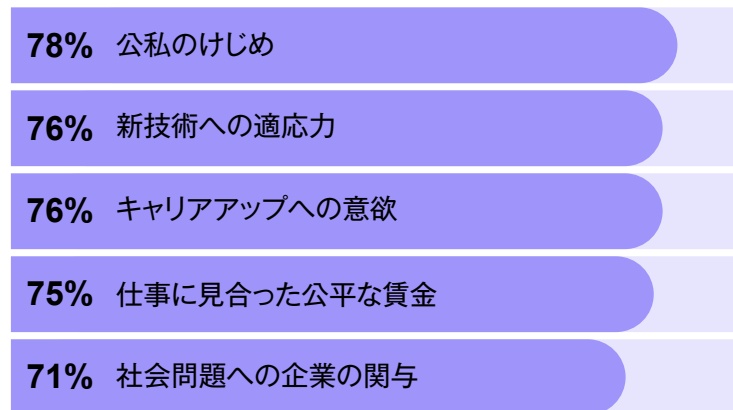 78% 公私のけじめ
76% 新技術への適応力
76% キャリアアップへの意欲
75% 仕事に見合った公平な賃金
71% 社会問題への企業の関与